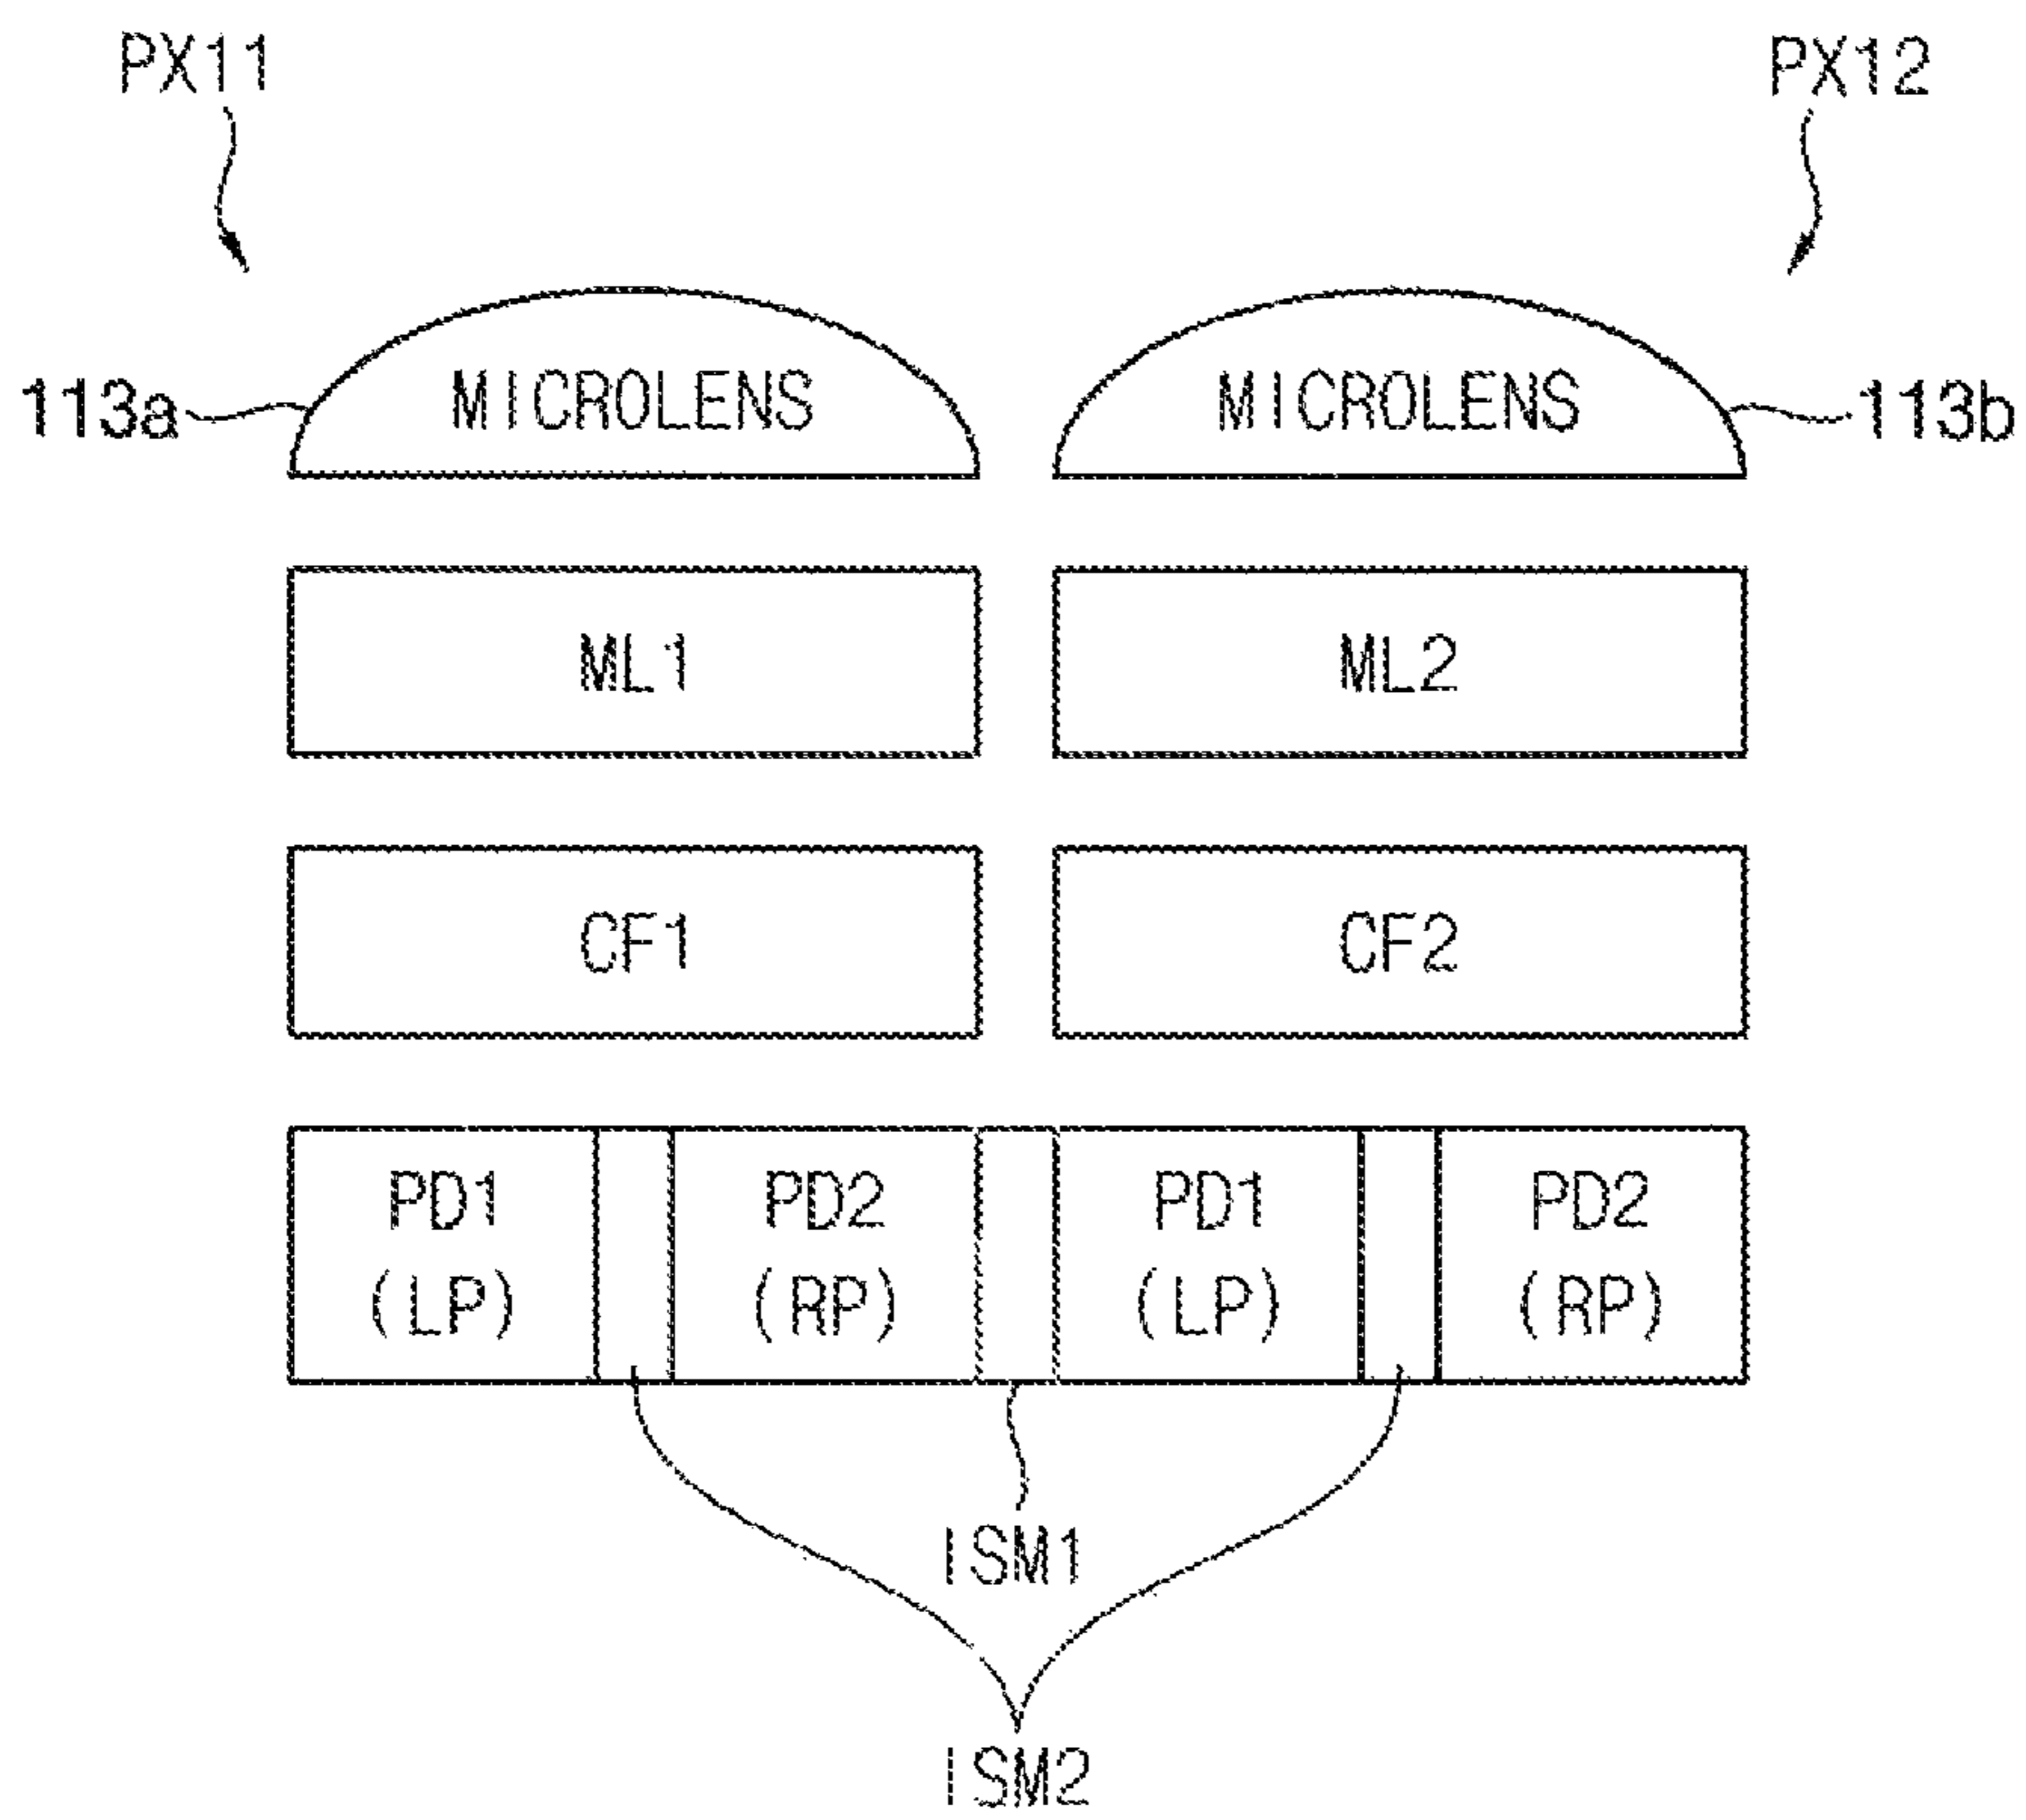 PX11 PX12
113a MICROLENS MICROLENS 113b
ML1 ML2
CF1 CF2
PD1 PD2 PD1 PD2
(LP) (RP) (LP) (RP)
ISM1
ISM2